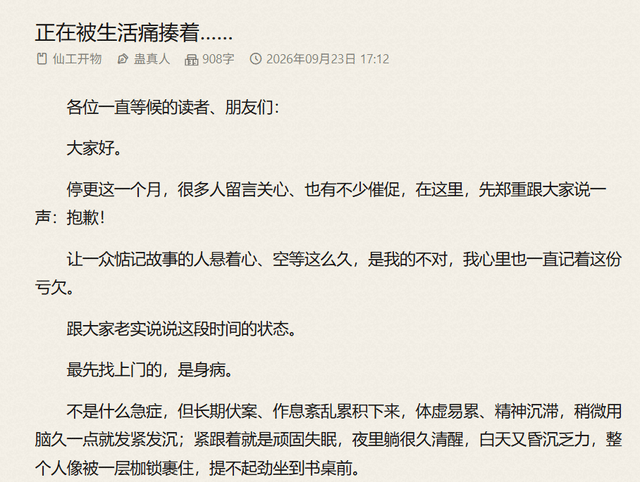 正在被生活痛揍着……
仙工开物 蛊真人 908字 2026年09月23日 17:12
各位一直等候的读者、朋友们：
大家好。
停更这一个月，很多人留言关心、也有不少催促，在这里，先郑重跟大家说一
声：抱歉！
让一众惦记故事的人悬着心、空等这么久，是我的不对，我心里也一直记着这份
亏欠。
跟大家老实说说这段时间的状态。
最先找上门的，是身病。
不是什么急症，但长期伏案、作息紊乱累积下来，体虚易累、精神沉滞，稍微用
脑久一点就发紧发沉；紧跟着就是顽固失眠，夜里躺很久清醒，白天又昏沉乏力，整
个人像被一层枷锁裹住，提不起劲坐到书桌前。